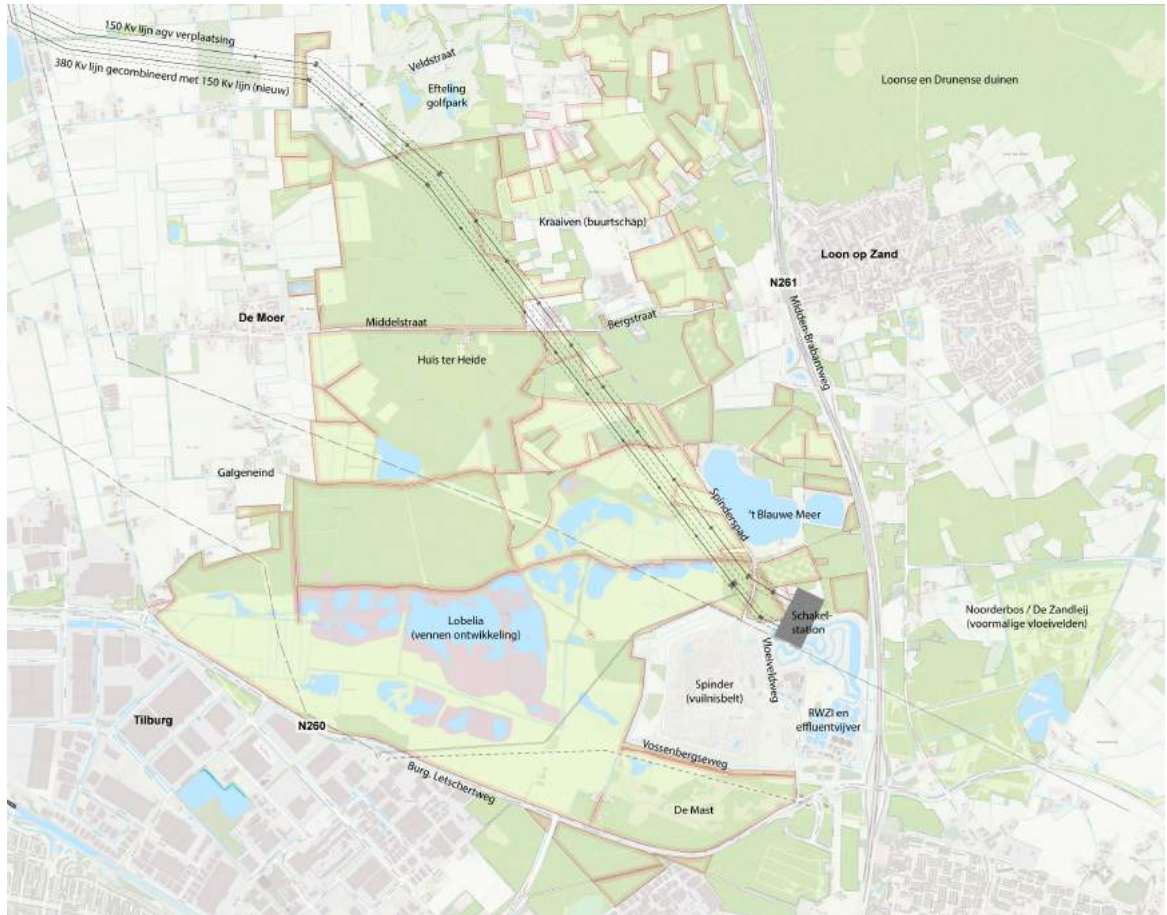 150 Kv lijn agv verplaatsing
380 Kv lijn gecombineerd met 150 Kv lijn (nieuw)
Veldstraat
Efteling
golfpark
Loonse en Drunense duinen
Kraaiven (buurtschap)
Loon op Zand
N261
Midden-Brabantweg
De Moer
Middelstraat
Bergstraat
Huis ter Heide
Galgeneind
Spinderspad
't Blauwe Meer
Schakel-
station
Noorderbos / De Zandleij
(voormalige vloeivelden)
Lobelia
(vennen ontwikkeling)
Vloeiveldweg
Spinder
(vuilnisbelt)
RWZI en
effluentvijver
Tilburg
N260
Vossenbergseweg
Burg. Letschertweg
De Mast